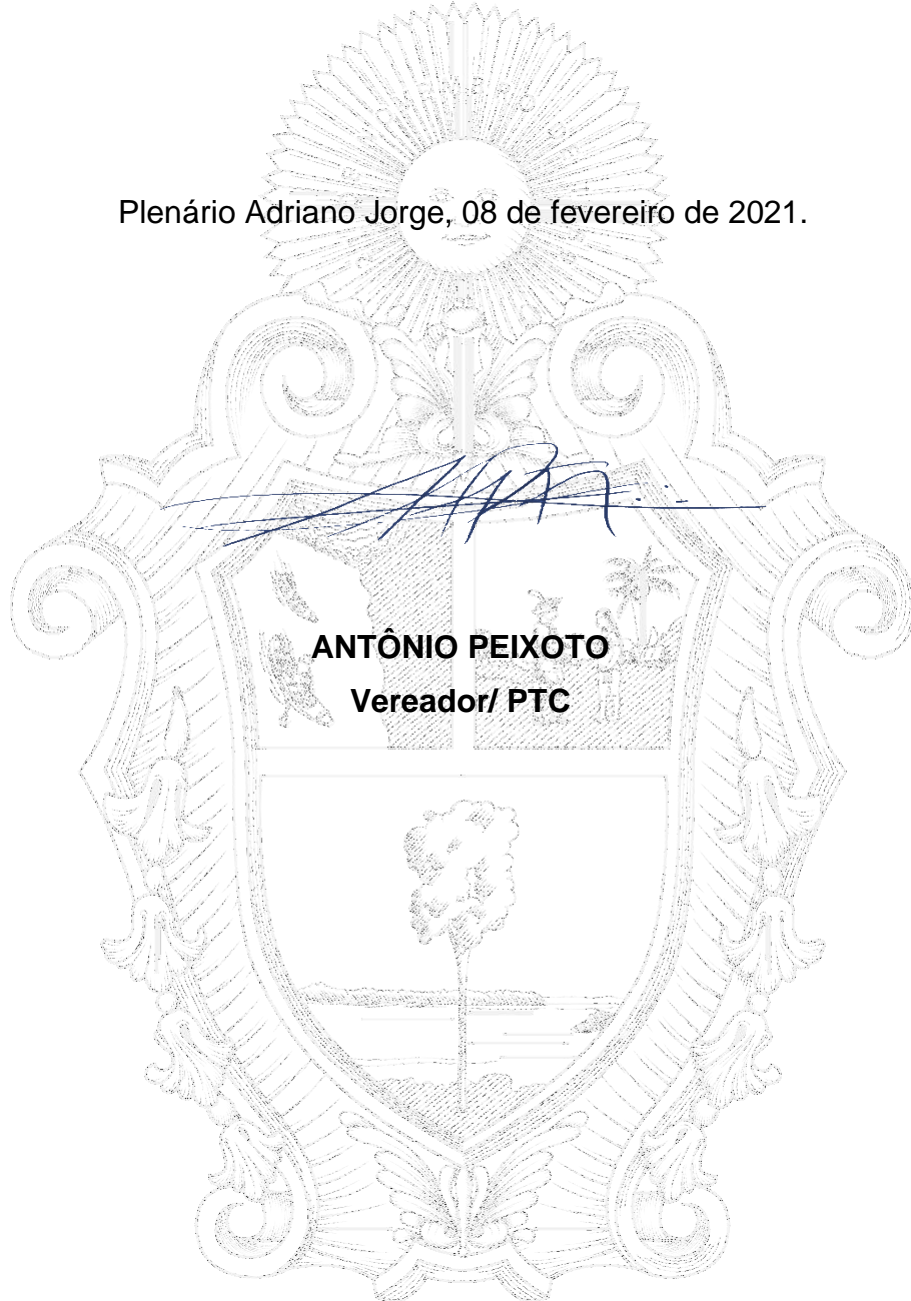 Plenário Adriano Jorge, 08 de fevereiro de 2021.
ANTÔNIO PEIXOTO
Vereador/ PTC